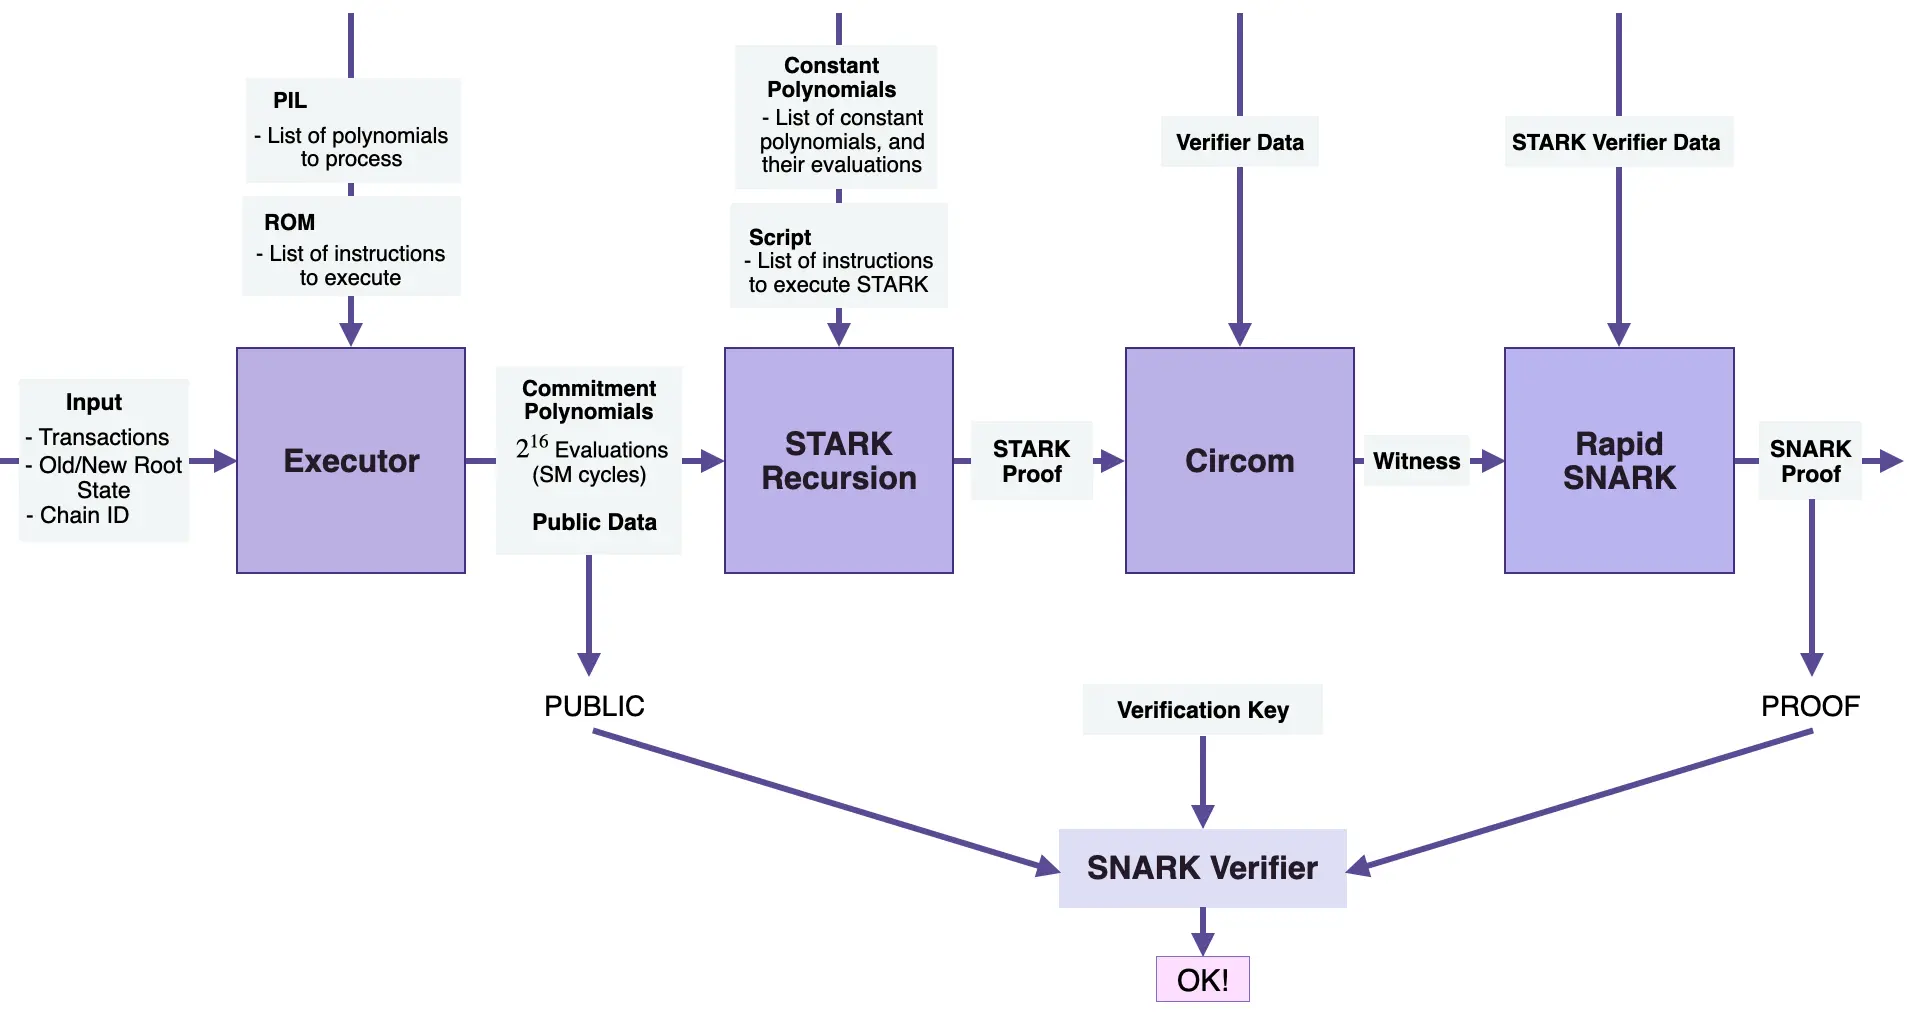 PIL
- List of polynomials
to process
ROM
- List of instructions
to execute
Constant
Polynomials
- List of constant
polynomials, and
their evaluations
Script
- List of instructions
to execute STARK
Verifier Data
STARK Verifier Data
Input
- Transactions
- Old/New Root
State
- Chain ID
Executor
Commitment
Polynomials
2^16 Evaluations
(SM cycles)
Public Data
STARK
Recursion
STARK
Proof
Circom
Witness
Rapid
SNARK
SNARK
Proof
PUBLIC
Verification Key
PROOF
SNARK Verifier
OK!